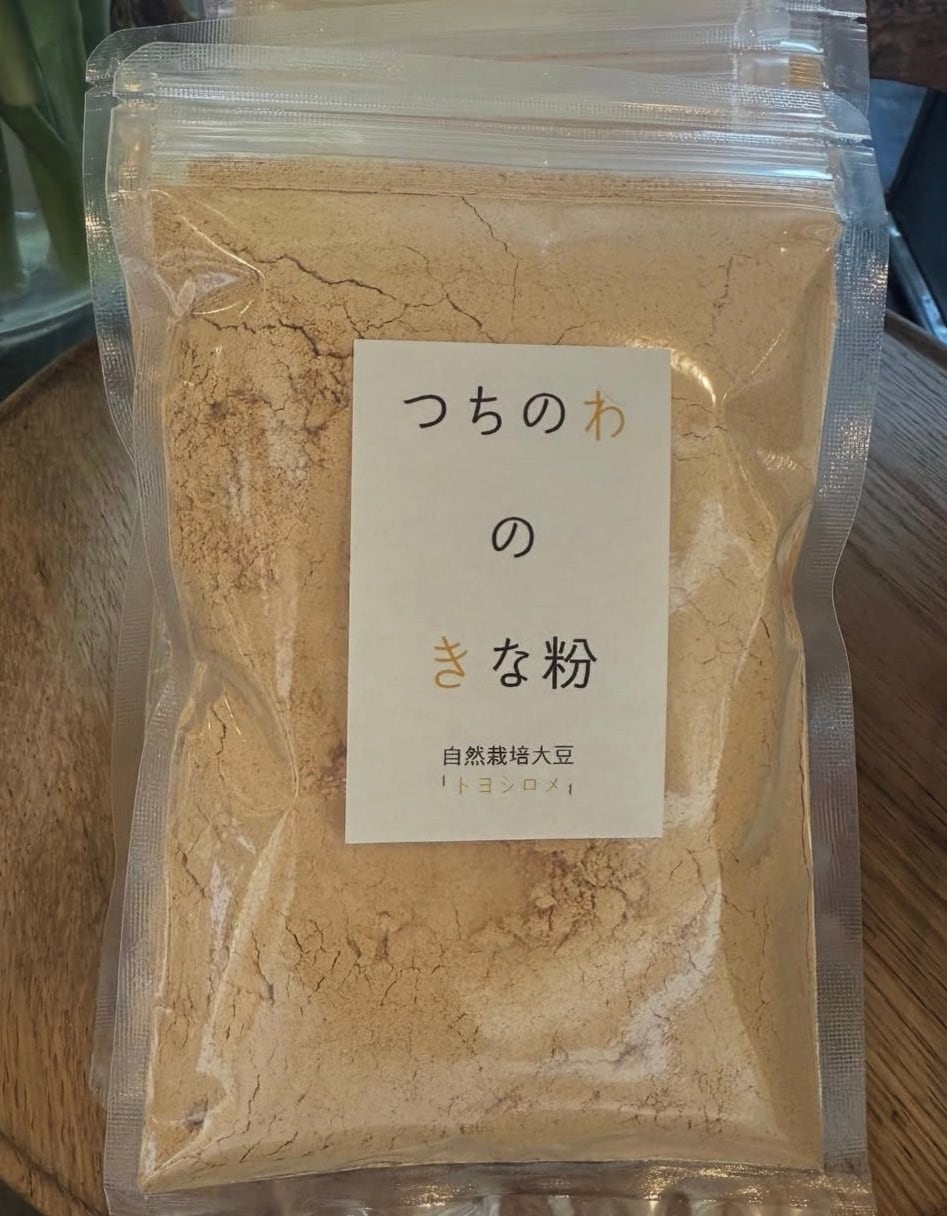 つちのわ
の
きな粉
自然栽培大豆
「トヨシロメ」